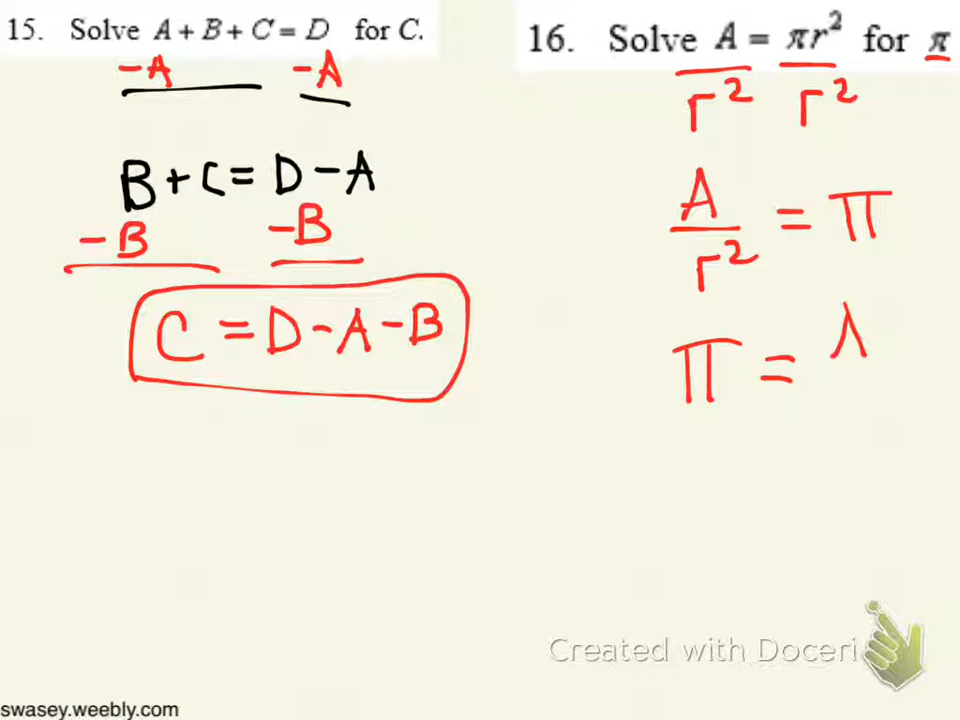 15. Solve A + B + C = D for C.
-A -A
B + C = D - A
-B -B
C = D - A - B
16. Solve A = πr² for π
r² r²
A/r² = π
π =
Created with Doceri
swasey.weebly.com